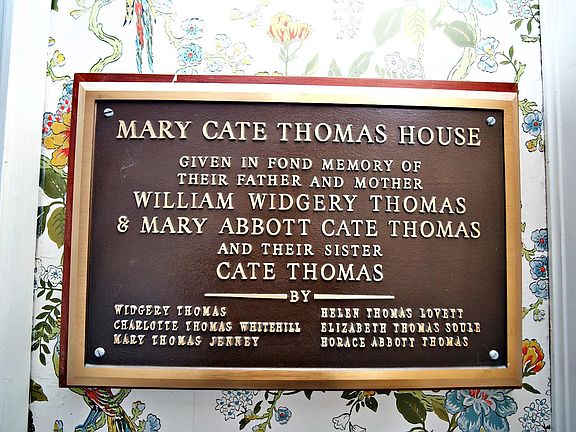 MARY CATE THOMAS HOUSE
GIVEN IN FOND MEMORY OF
THEIR FATHER AND MOTHER
WILLIAM WIDGERY THOMAS
& MARY ABBOTT CATE THOMAS
AND THEIR SISTER
CATE THOMAS
BY
WIDGERY THOMAS
CHARLOTTE THOMAS WHITEHILL
MARY THOMAS JENNEY
HELEN THOMAS LOVETT
ELIZABETH THOMAS SOULE
HORACE ABBOTT THOMAS